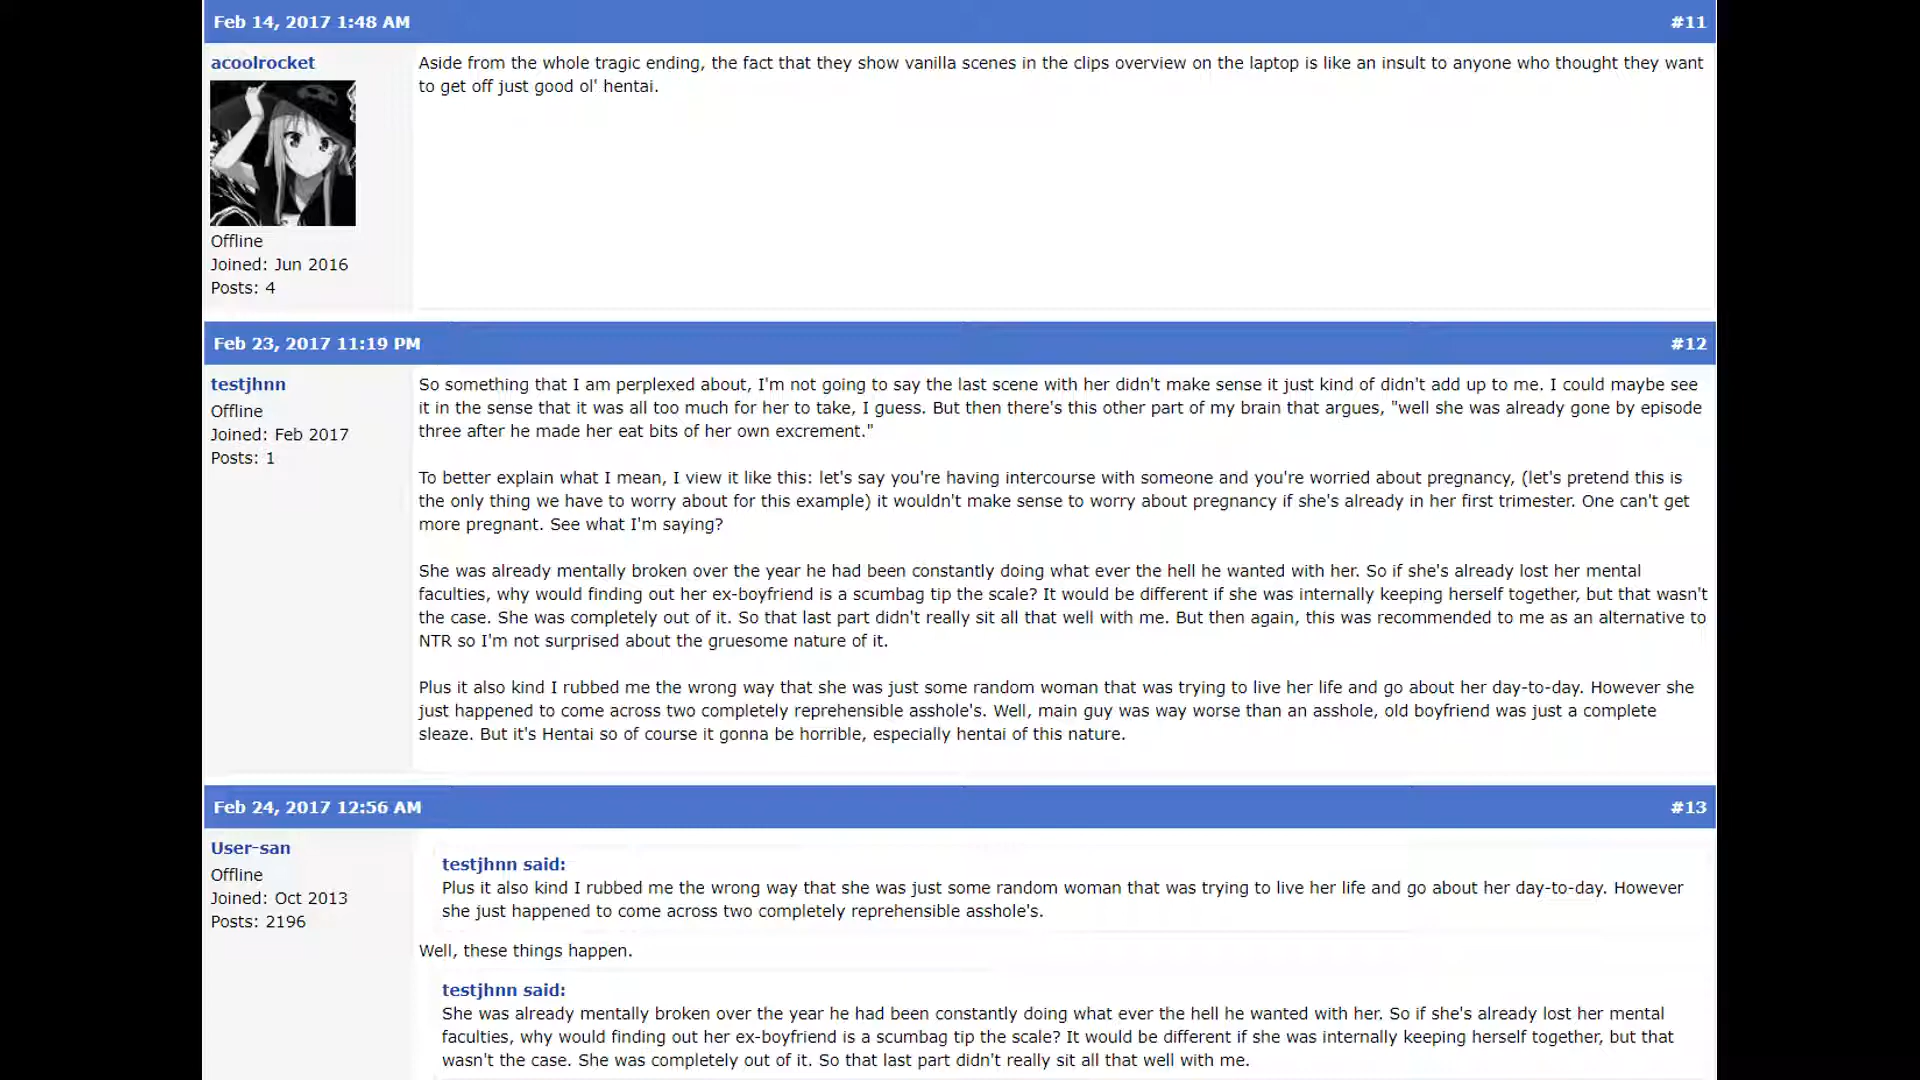 Feb 14, 2017 1:48 AM
#11
acoolrocket
Offline
Joined: Jun 2016
Posts: 4
Aside from the whole tragic ending, the fact that they show vanilla scenes in the clips overview on the laptop is like an insult to anyone who thought they want
to get off just good ol' hentai.
Feb 23, 2017 11:19 PM
#12
testjhnn
Offline
Joined: Feb 2017
Posts: 1
So something that I am perplexed about, I'm not going to say the last scene with her didn't make sense it just kind of didn't add up to me. I could maybe see
it in the sense that it was all too much for her to take, I guess. But then there's this other part of my brain that argues, "well she was already gone by episode
three after he made her eat bits of her own excrement."
To better explain what I mean, I view it like this: let's say you're having intercourse with someone and you're worried about pregnancy, (let's pretend this is
the only thing we have to worry about for this example) it wouldn't make sense to worry about pregnancy if she's already in her first trimester. One can't get
more pregnant. See what I'm saying?
She was already mentally broken over the year he had been constantly doing what ever the hell he wanted with her. So if she's already lost her mental
faculties, why would finding out her ex-boyfriend is a scumbag tip the scale? It would be different if she was internally keeping herself together, but that wasn't
the case. She was completely out of it. So that last part didn't really sit all that well with me. But then again, this was recommended to me as an alternative to
NTR so I'm not surprised about the gruesome nature of it.
Plus it also kind I rubbed me the wrong way that she was just some random woman that was trying to live her life and go about her day-to-day. However she
just happened to come across two completely reprehensible asshole's. Well, main guy was way worse than an asshole, old boyfriend was just a complete
sleaze. But it's Hentai so of course it gonna be horrible, especially hentai of this nature.
Feb 24, 2017 12:56 AM
#13
User-san
Offline
Joined: Oct 2013
Posts: 2196
testjhnn said:
Plus it also kind I rubbed me the wrong way that she was just some random woman that was trying to live her life and go about her day-to-day. However
she just happened to come across two completely reprehensible asshole's.
Well, these things happen.
testjhnn said:
She was already mentally broken over the year he had been constantly doing what ever the hell he wanted with her. So if she's already lost her mental
faculties, why would finding out her ex-boyfriend is a scumbag tip the scale? It would be different if she was internally keeping herself together, but that
wasn't the case. She was completely out of it. So that last part didn't really sit all that well with me.